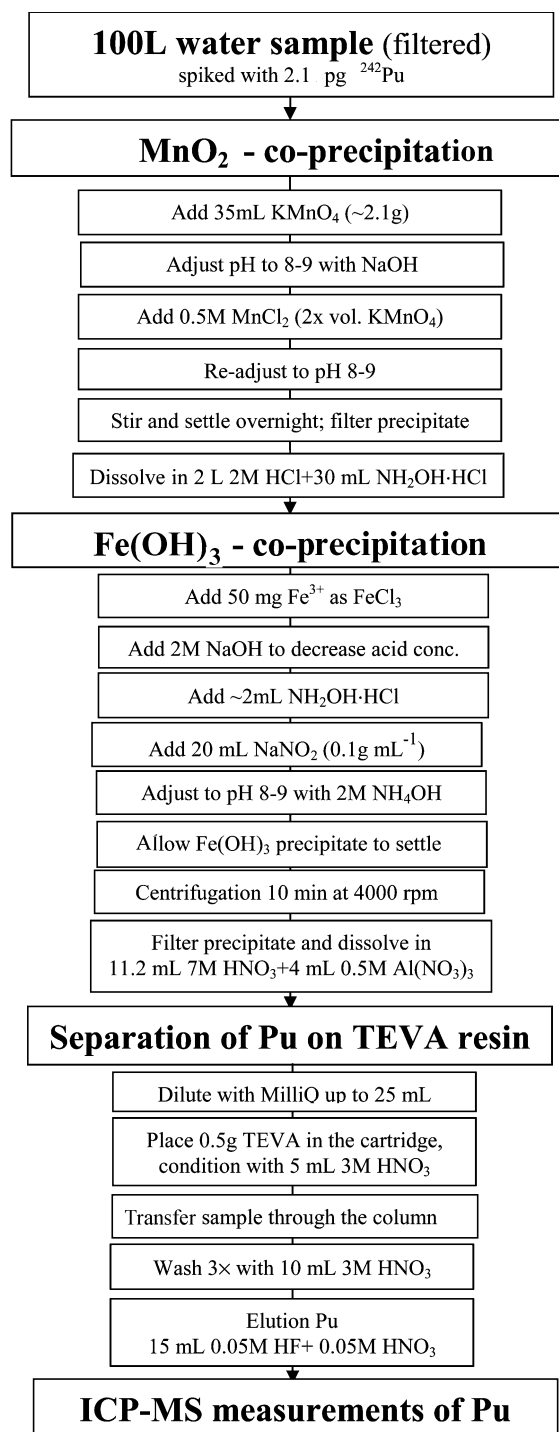 100L water sample (filtered)
spiked with 2.1 pg ²⁴²Pu
MnO₂ - co-precipitation
Add 35mL KMnO₄ (~2.1g)
Adjust pH to 8-9 with NaOH
Add 0.5M MnCl₂ (2x vol. KMnO₄)
Re-adjust to pH 8-9
Stir and settle overnight; filter precipitate
Dissolve in 2 L 2M HCl+30 mL NH₂OH·HCl
Fe(OH)₃ - co-precipitation
Add 50 mg Fe³⁺ as FeCl₃
Add 2M NaOH to decrease acid conc.
Add ~2mL NH₂OH·HCl
Add 20 mL NaNO₂ (0.1g mL⁻¹)
Adjust to pH 8-9 with 2M NH₄OH
Allow Fe(OH)₃ precipitate to settle
Centrifugation 10 min at 4000 rpm
Filter precipitate and dissolve in
11.2 mL 7M HNO₃+4 mL 0.5M Al(NO₃)₃
Separation of Pu on TEVA resin
Dilute with MilliQ up to 25 mL
Place 0.5g TEVA in the cartridge,
condition with 5 mL 3M HNO₃
Transfer sample through the column
Wash 3× with 10 mL 3M HNO₃
Elution Pu
15 mL 0.05M HF+ 0.05M HNO₃
ICP-MS measurements of Pu